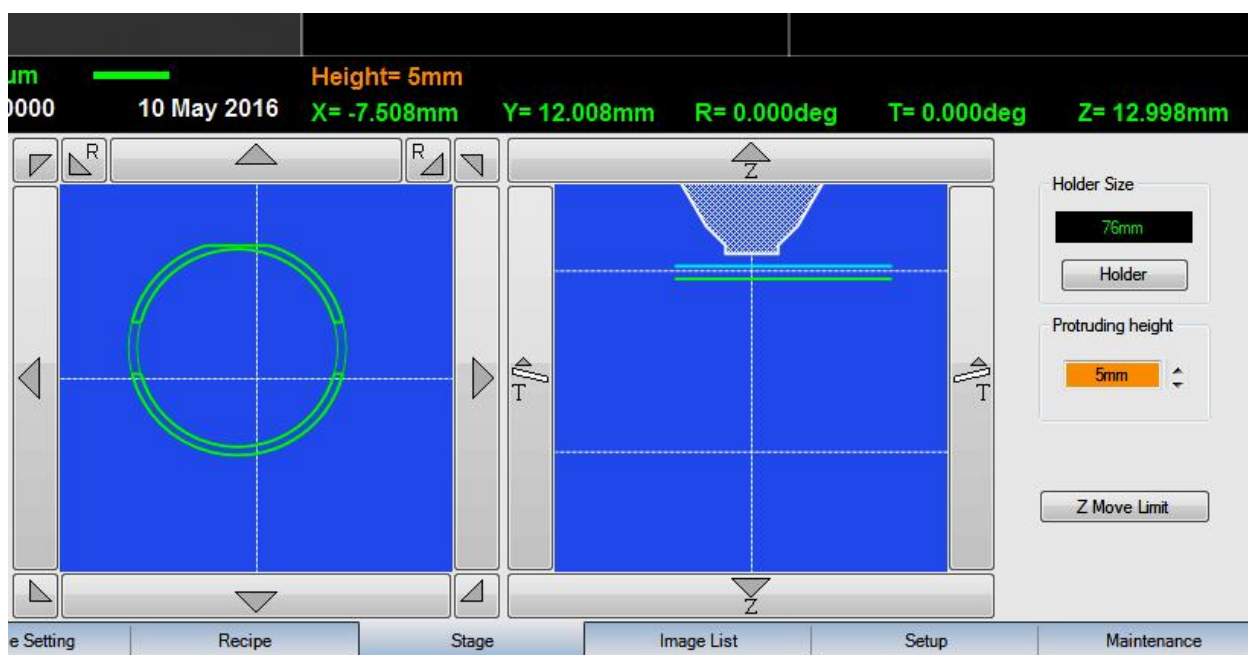 um
Height= 5mm
0000 10 May 2016 X= -7.508mm Y= 12.008mm R= 0.000deg T= 0.000deg Z= 12.998mm
R
R
Z
Holder Size
76mm
Holder
Protruding height
5mm
T
T
Z Move Limit
Z
e Setting Recipe Stage Image List Setup Maintenance